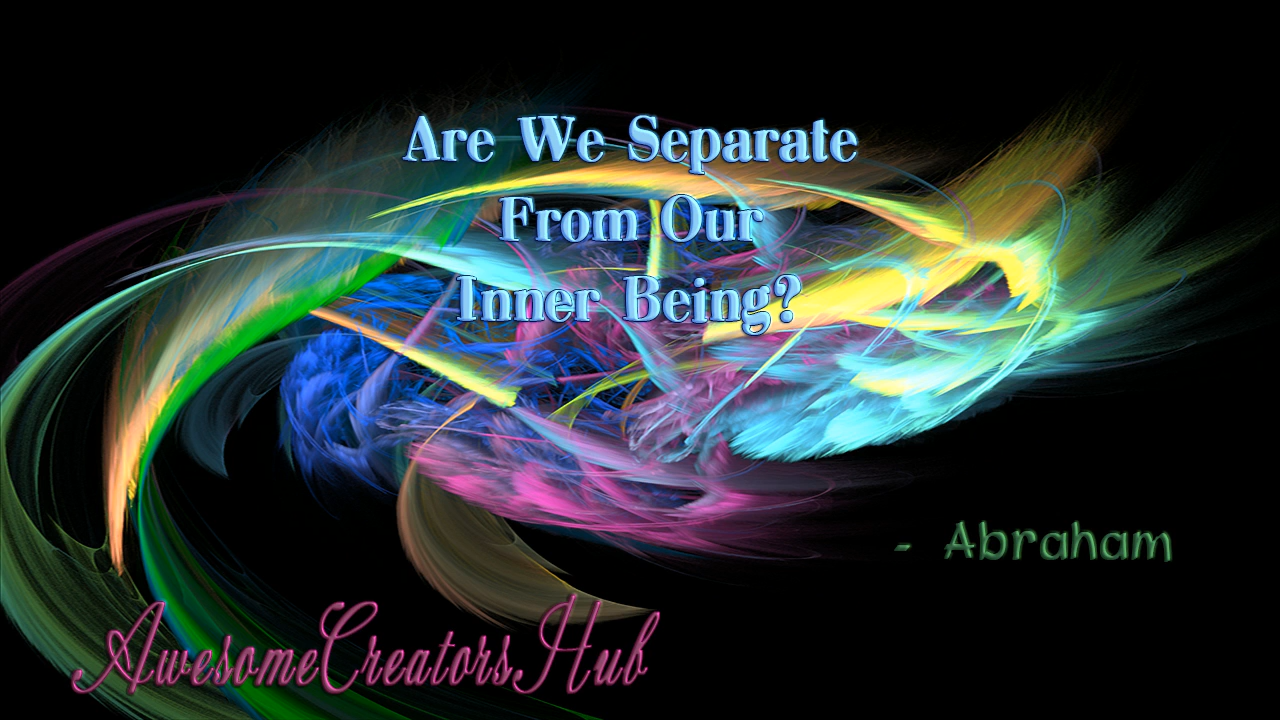 Are We Separate
From Our
Inner Being?
- Abraham
AwesomeCreatorsHub